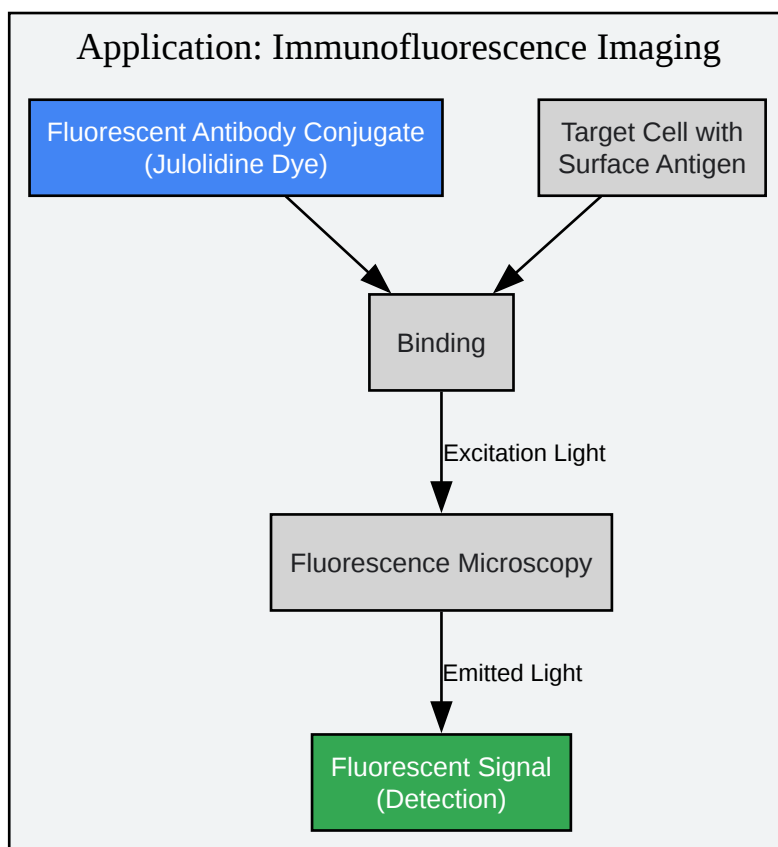 Application: Immunofluorescence Imaging
Fluorescent Antibody Conjugate
(Julolidine Dye)
Target Cell with
Surface Antigen
Binding
Excitation Light
Fluorescence Microscopy
Emitted Light
Fluorescent Signal
(Detection)